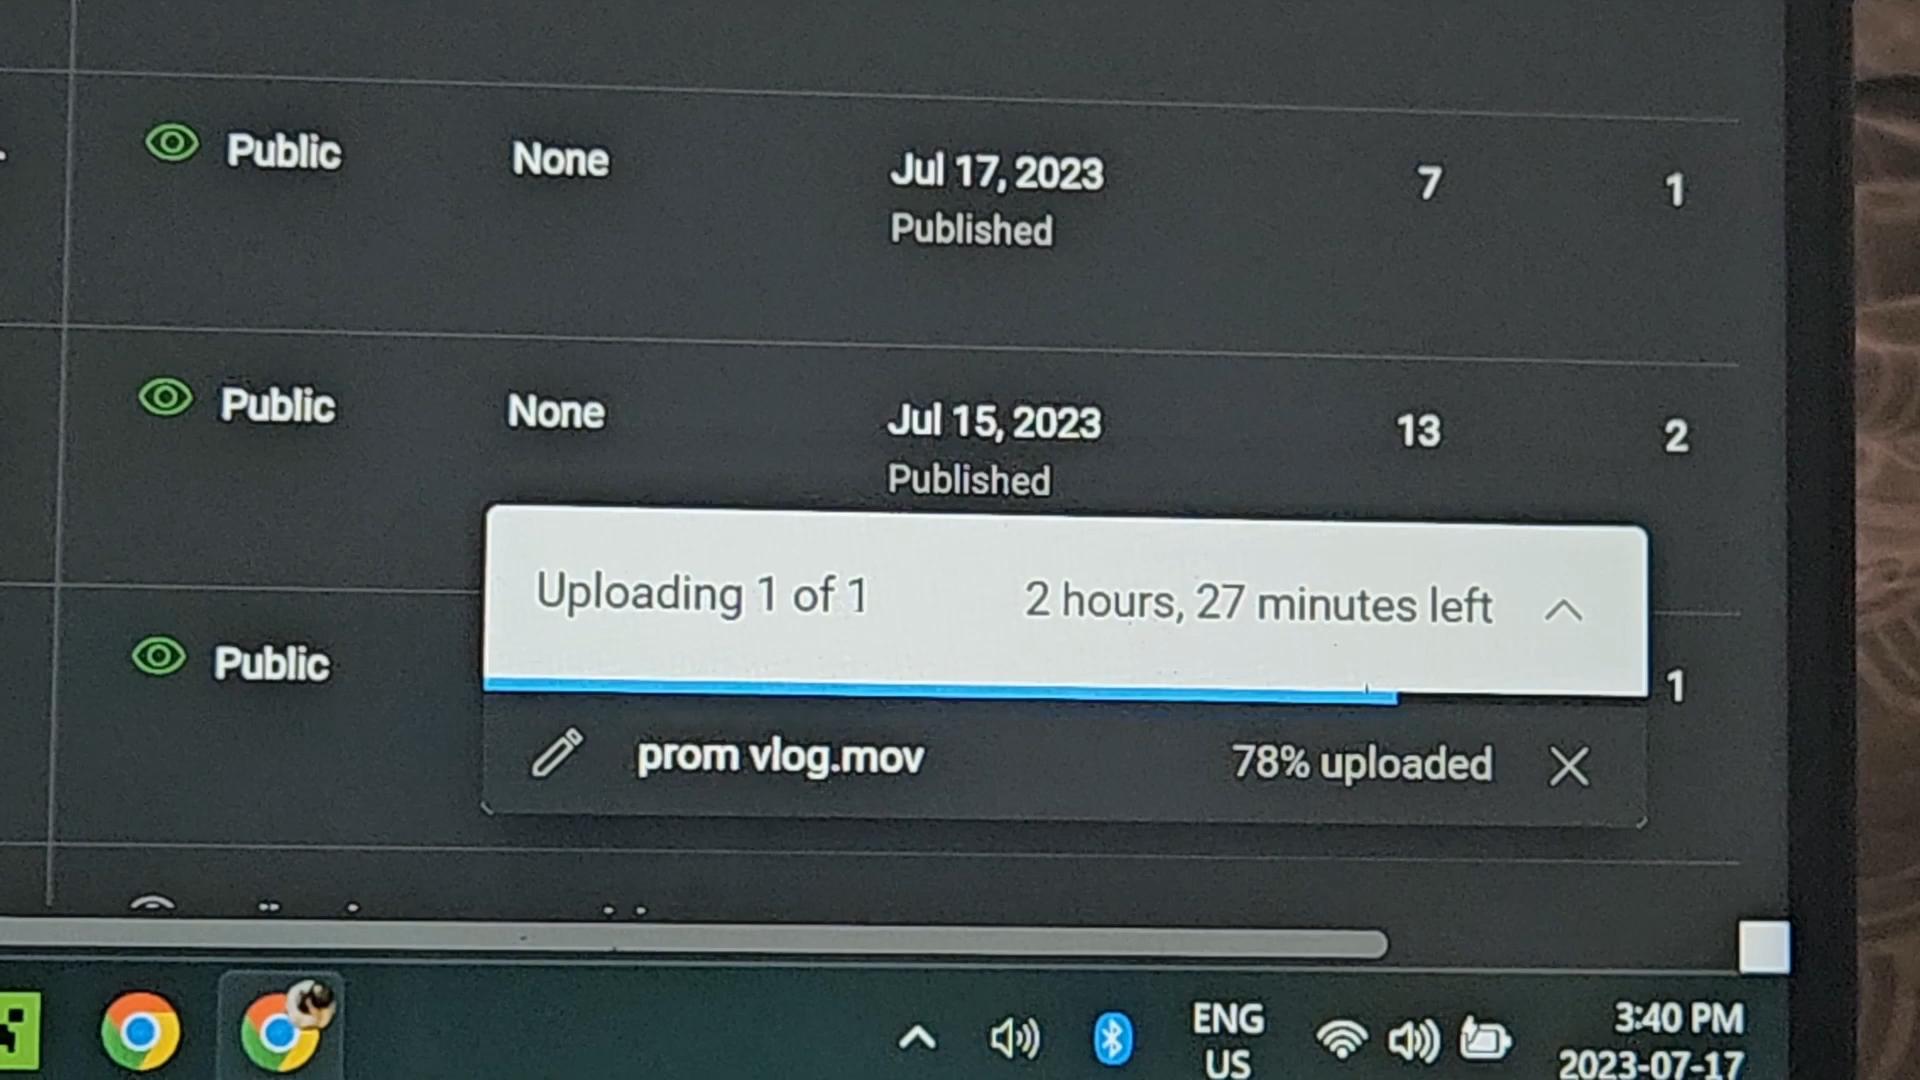 Public None Jul 17, 2023 7 1
Published
Public None Jul 15, 2023 13 2
Published
Uploading 1 of 1 2 hours, 27 minutes left
Public 1
prom vlog.mov 78% uploaded
ENG 3:40 PM
US 2023-07-17